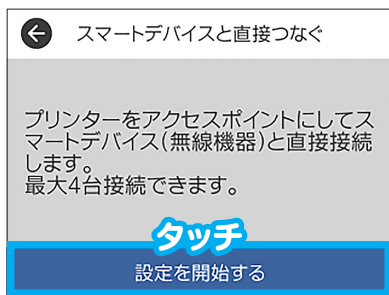 スマートデバイスと直接つなぐ
プリンターをアクセスポイントにしてス
マートデバイス(無線機器)と直接接続
します。
最大4台接続できます。
タッチ
設定を開始する